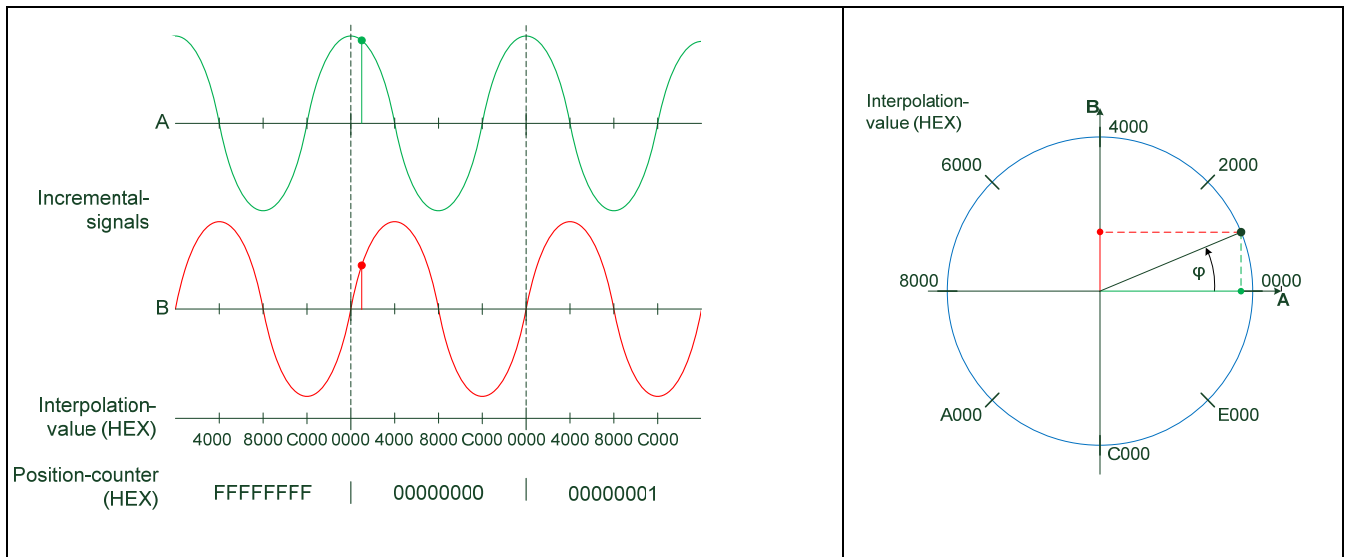 A
Incremental-
signals
B
Interpolation-
value (HEX)
4000 8000 C000 0000 4000 8000 C000 0000 4000 8000 C000
Position-counter
(HEX)
FFFFFFFF | 00000000 | 00000001
Interpolation-
value (HEX)
B
4000
6000
2000
φ
8000
0000
A
A000
E000
C000